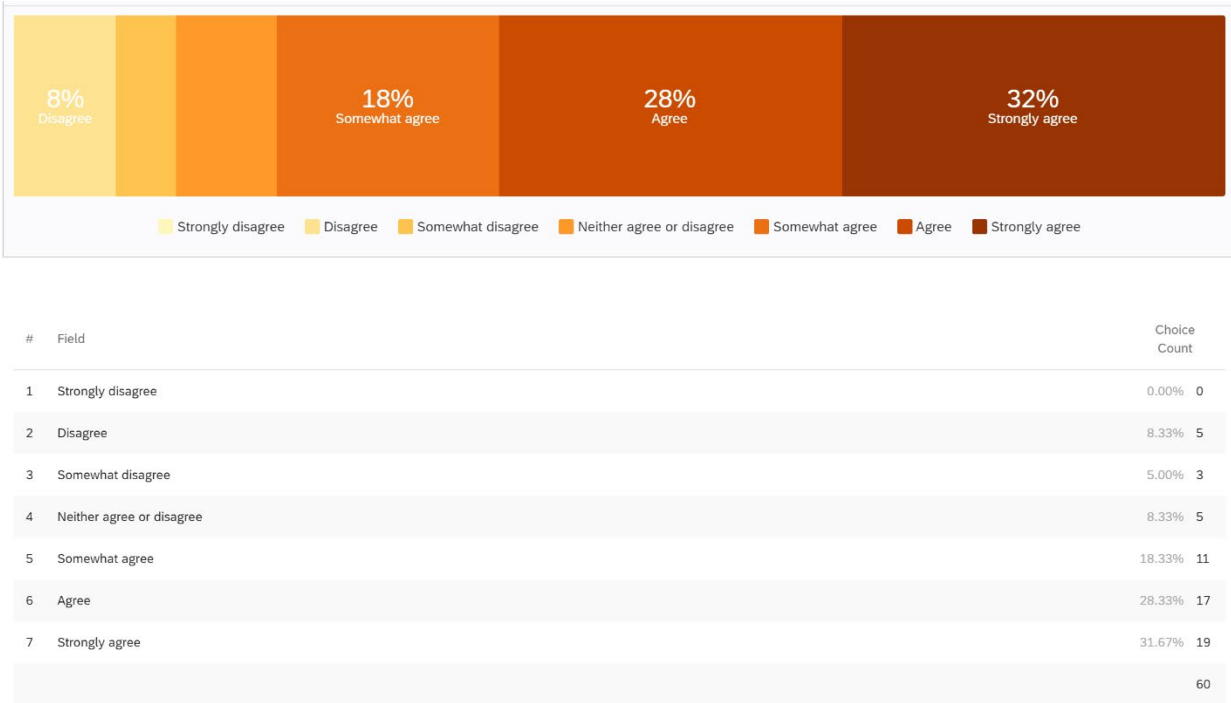 8%
Disagree
18%
Somewhat agree
28%
Agree
32%
Strongly agree
Strongly disagree Disagree Somewhat disagree Neither agree or disagree Somewhat agree Agree Strongly agree
# Field Choice Count
1 Strongly disagree 0.00% 0
2 Disagree 8.33% 5
3 Somewhat disagree 5.00% 3
4 Neither agree or disagree 8.33% 5
5 Somewhat agree 18.33% 11
6 Agree 28.33% 17
7 Strongly agree 31.67% 19
60